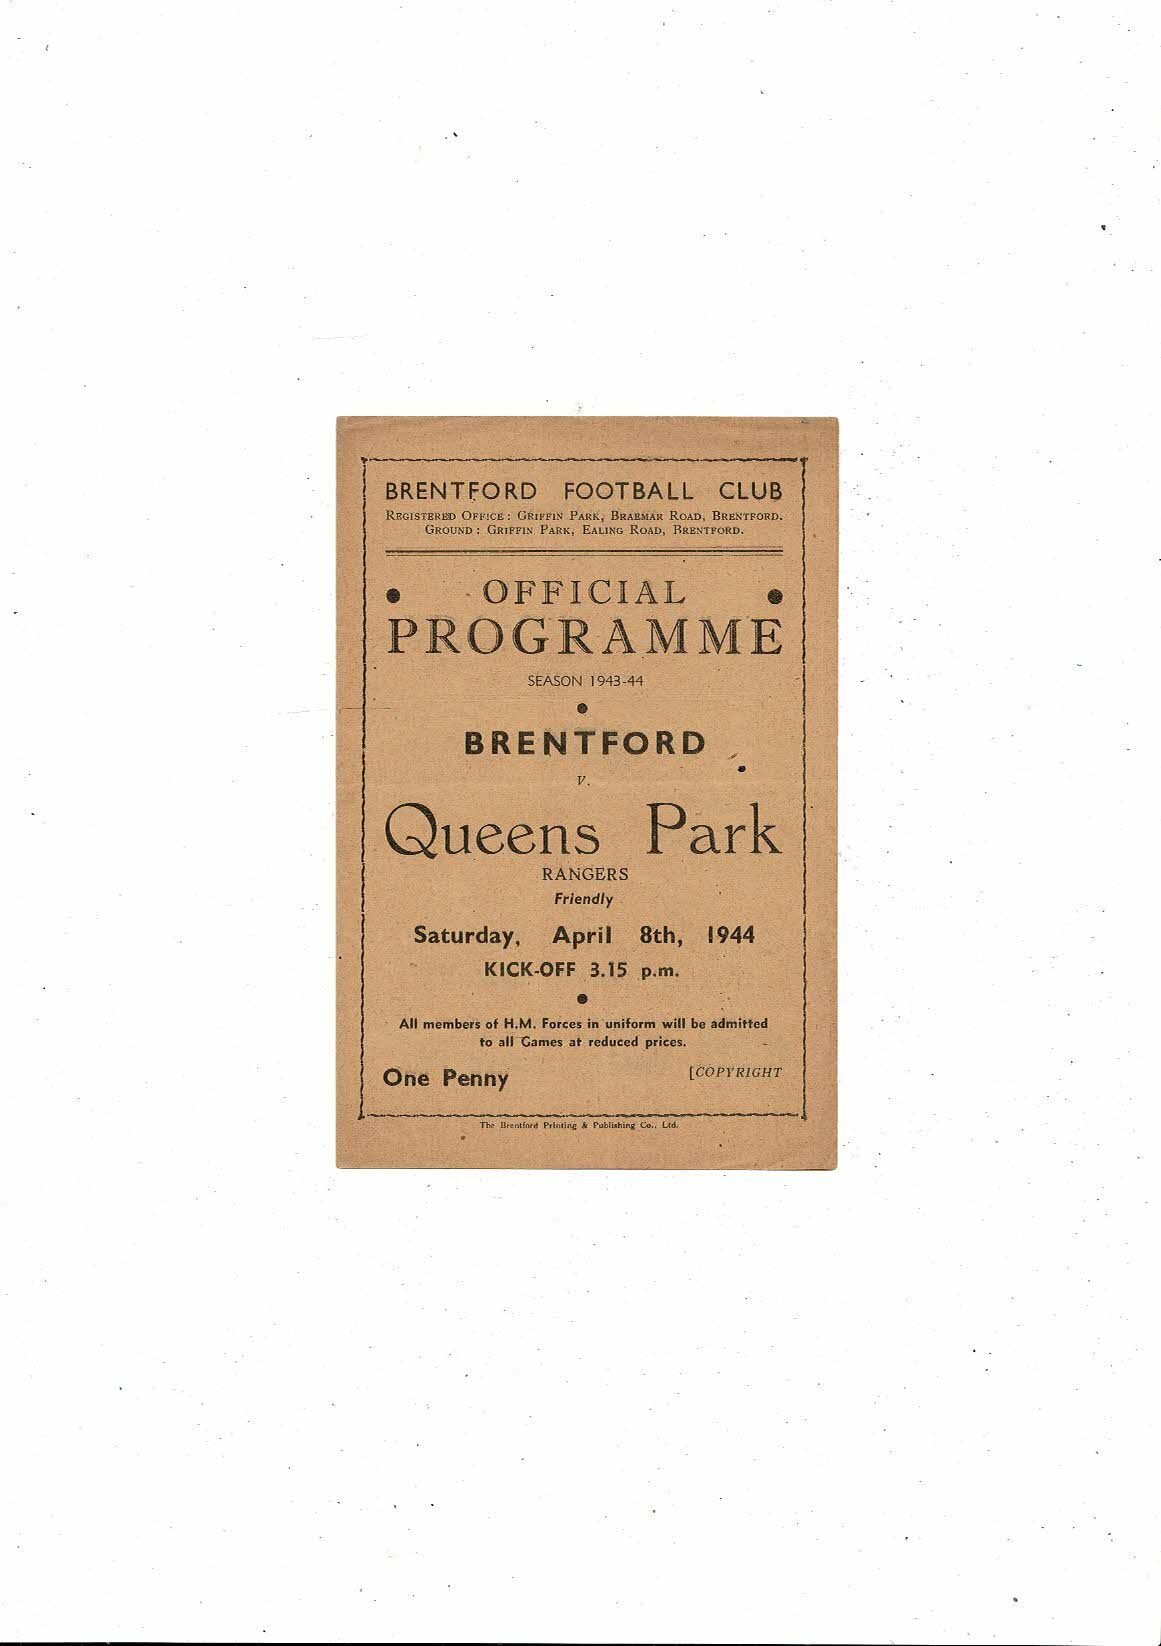 BRENTFORD FOOTBALL CLUB
REGISTERED OFFICE: GRIFFIN PARK, BRAEMAR ROAD, BRENTFORD.
GROUND: GRIFFIN PARK, EALING ROAD, BRENTFORD.
OFFICIAL
PROGRAMME
SEASON 1943-44
BRENTFORD
v.
Queens Park
RANGERS
Friendly
Saturday, April 8th, 1944
KICK-OFF 3.15 p.m.
All members of H.M. Forces in uniform will be admitted
to all Games at reduced prices.
One Penny [COPYRIGHT
The Brentford Printing & Publishing Co., Ltd.